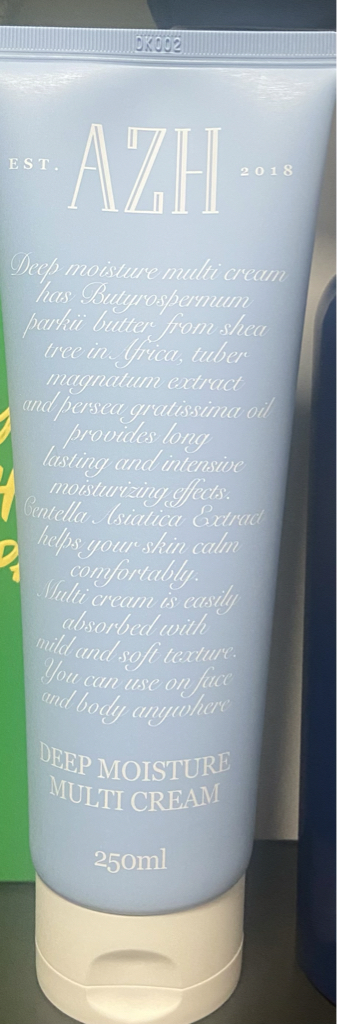 DK002
EST. AZH 2018
Deep moisture multi cream
has Butyrospermum
parkii butter from shea
tree in Africa, tuber
magnatum extract
and persea gratissima oil
provides long
lasting and intensive
moisturizing effects.
Centella Asiatica Extract
helps your skin calm
comfortably.
Multi cream is easily
absorbed with
mild and soft texture.
You can use on face
and body anywhere
DEEP MOISTURE
MULTI CREAM
250ml